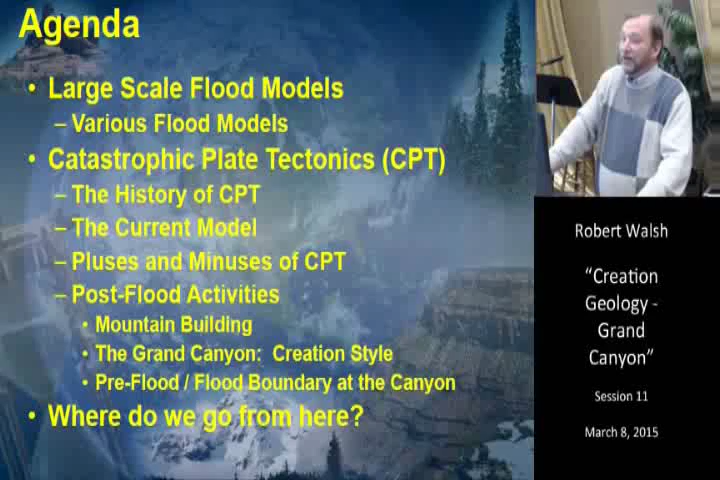 Agenda
• Large Scale Flood Models
– Various Flood Models
• Catastrophic Plate Tectonics (CPT)
– The History of CPT
– The Current Model
– Pluses and Minuses of CPT
– Post-Flood Activities
• Mountain Building
• The Grand Canyon: Creation Style
• Pre-Flood / Flood Boundary at the Canyon
• Where do we go from here?
Robert Walsh
“Creation
Geology -
Grand
Canyon”
Session 11
March 8, 2015